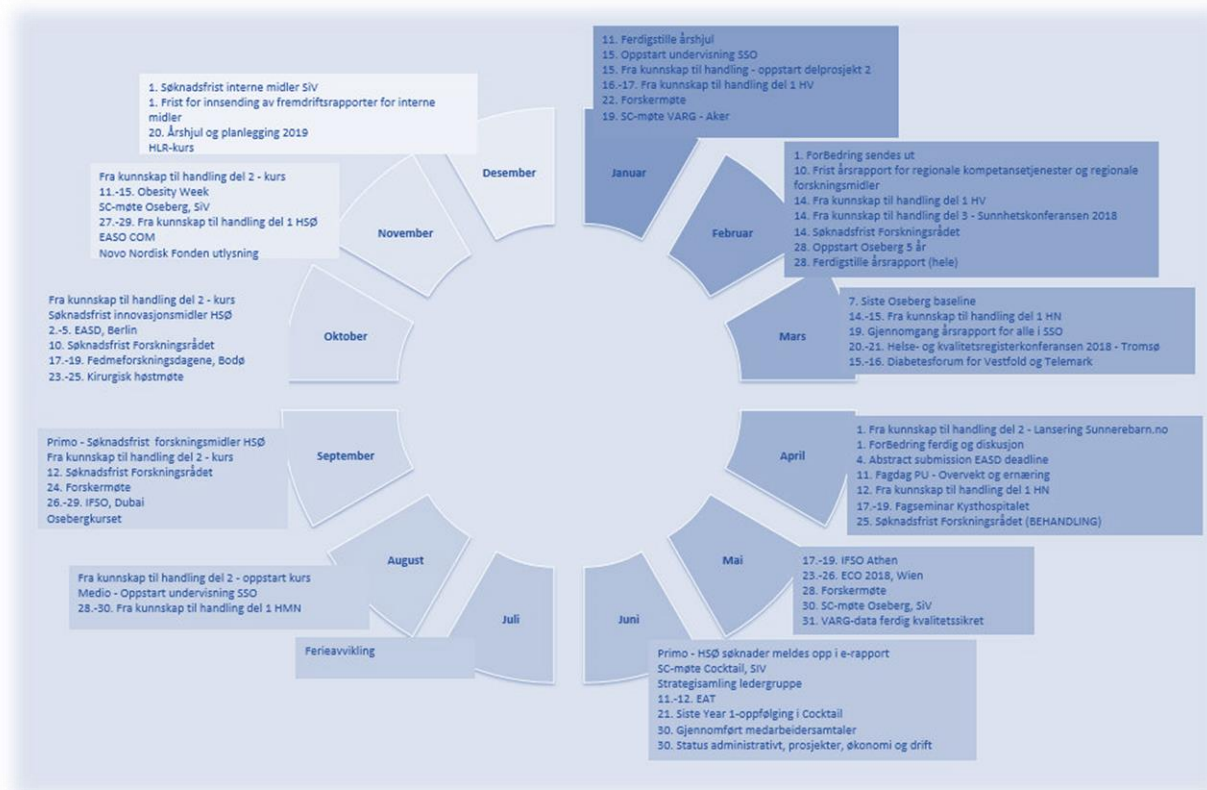 Januar
11. Ferdigstille årshjul
15. Oppstart undervisning SSO
15. Fra kunnskap til handling - oppstart delprosjekt 2
16.-17. Fra kunnskap til handling del 1 HV
22. Forskermøte
19. SC-møte VARG - Aker
Februar
1. ForBedring sendes ut
10. Frist årsrapport for regionale kompetansetjenester og regionale
forskningsmidler
14. Fra kunnskap til handling del 1 HV
14. Fra kunnskap til handling del 3 - Sunnhetskonferansen 2018
14. Søknadsfrist Forskningsrådet
28. Oppstart Oseberg 5 år
28. Ferdigstille årsrapport (hele)
Mars
7. Siste Oseberg baseline
14.-15. Fra kunnskap til handling del 1 HN
19. Gjennomgang årsrapport for alle i SSO
20.-21. Helse- og kvalitetsregisterkonferansen 2018 - Tromsø
15.-16. Diabetesforum for Vestfold og Telemark
April
1. Fra kunnskap til handling del 2 - Lansering Sunnerebarn.no
1. ForBedring ferdig og diskusjon
4. Abstract submission EASD deadline
11. Fagdag PU - Overvekt og ernæring
12. Fra kunnskap til handling del 1 HN
17.-19. Fagseminar Kysthospitalet
25. Søknadsfrist Forskningsrådet (BEHANDLING)
Mai
17.-19. IFSO Athen
23.-26. ECO 2018, Wien
28. Forskermøte
30. SC-møte Oseberg, SiV
31. VARG-data ferdig kvalitetssikret
Juni
Primo - HSØ søknader meldes opp i e-rapport
SC-møte Cocktail, SIV
Strategisamling ledergruppe
11.-12. EAT
21. Siste Year 1-oppfølging i Cocktail
30. Gjennomført medarbeidersamtaler
30. Status administrativt, prosjekter, økonomi og drift
Juli
Ferieavvikling
August
Fra kunnskap til handling del 2 - oppstart kurs
Medio - Oppstart undervisning SSO
28.-30. Fra kunnskap til handling del 1 HMN
September
Primo - Søknadsfrist forskningsmidler HSØ
Fra kunnskap til handling del 2 - kurs
12. Søknadsfrist Forskningsrådet
24. Forskermøte
26.-29. IFSO, Dubai
Osebergkurset
Oktober
Fra kunnskap til handling del 2 - kurs
Søknadsfrist innovasjonsmidler HSØ
2.-5. EASD, Berlin
10. Søknadsfrist Forskningsrådet
17.-19. Fedmeforskningsdagene, Bodø
23.-25. Kirurgisk høstmøte
November
Fra kunnskap til handling del 2 - kurs
11.-15. Obesity Week
SC-møte Oseberg, SiV
27.-29. Fra kunnskap til handling del 1 HSØ
EASO COM
Novo Nordisk Fonden utlysning
Desember
1. Søknadsfrist interne midler SiV
1. Frist for innsending av fremdriftsrapporter for interne
midler
20. Årshjul og planlegging 2019
HLR-kurs